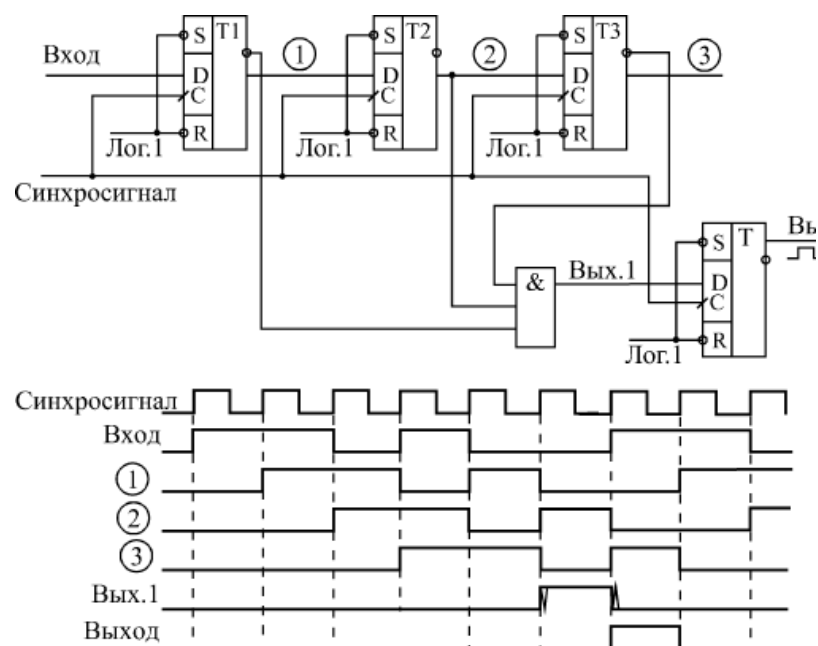 S T1
Вход
D
C
R
Лог.1
1
S T2
D
C
R
Лог.1
2
S T3
D
C
R
Лог.1
3
Синхросигнал
&
Вых.1
S T
D
C
R
Лог.1
Вы
Синхросигнал
Вход
1
2
3
Вых.1
Выход